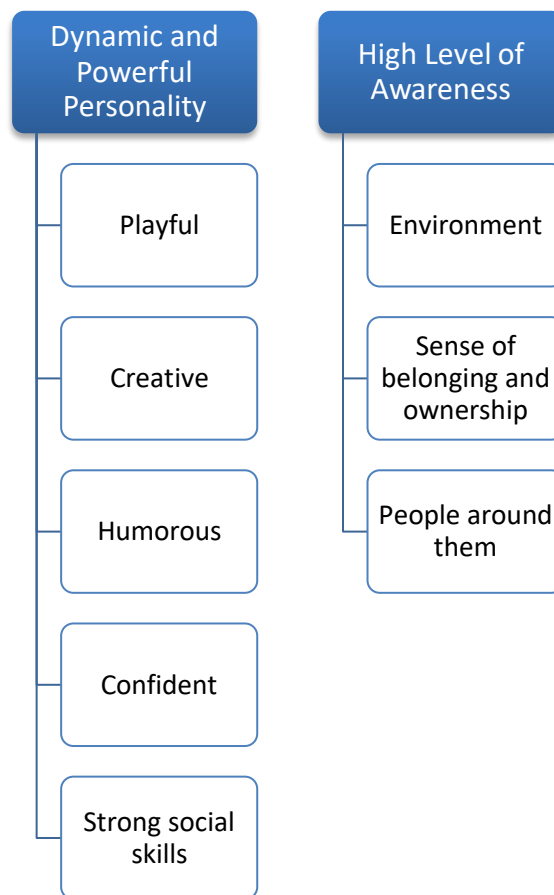 Dynamic and
Powerful
Personality
Playful
Creative
Humorous
Confident
Strong social
skills
High Level of
Awareness
Environment
Sense of
belonging and
ownership
People around
them